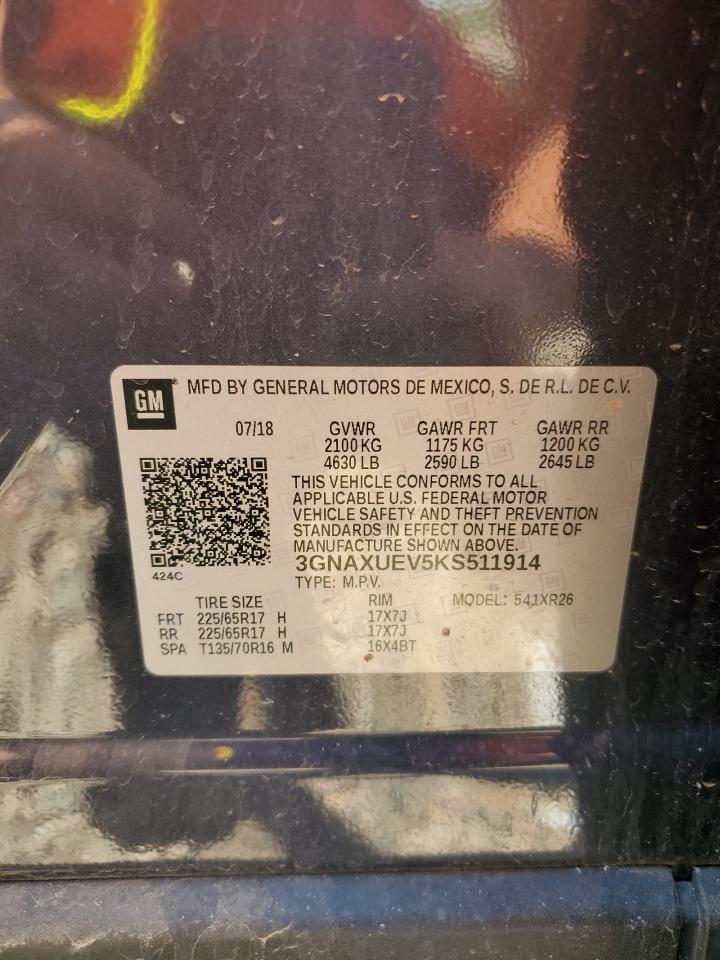 GM
MFD BY GENERAL MOTORS DE MEXICO, S. DE R.L. DE C.V.
07/18 GVWR GAWR FRT GAWR RR
2100 KG 1175 KG 1200 KG
4630 LB 2590 LB 2645 LB
THIS VEHICLE CONFORMS TO ALL
APPLICABLE U.S. FEDERAL MOTOR
VEHICLE SAFETY AND THEFT PREVENTION
STANDARDS IN EFFECT ON THE DATE OF
MANUFACTURE SHOWN ABOVE.
3GNAXUEV5KS511914
424C
TYPE: M.P.V.
TIRE SIZE RIM MODEL: 541XR26
FRT 225/65R17 H 17X7J
RR 225/65R17 H 17X7J
SPA T135/70R16 M 16X4BT